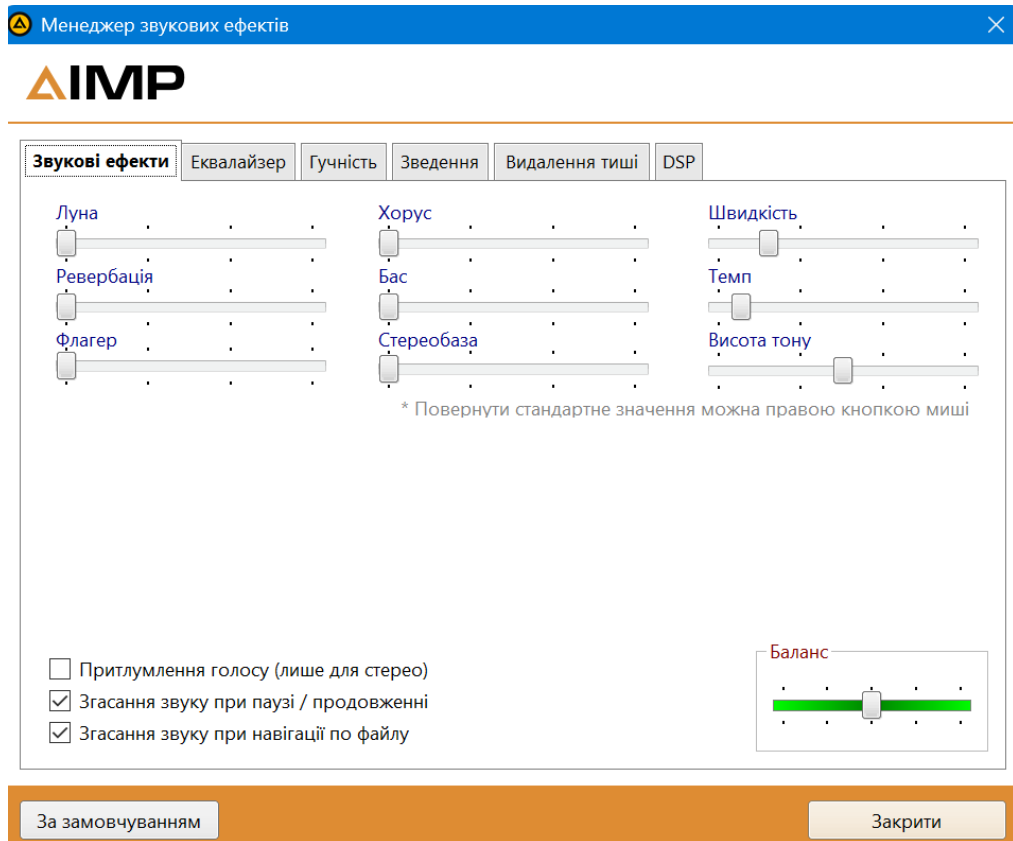 Менеджер звукових ефектів
AIMP
Звукові ефекти Еквалайзер Гучність Зведення Видалення тиші DSP
Луна Хорус Швидкість
Ревербація Бас Темп
Флагер Стереобаза Висота тону
* Повернути стандартне значення можна правою кнопкою миші
Баланс
Притлумлення голосу (лише для стерео)
Згасання звуку при паузі / продовженні
Згасання звуку при навігації по файлу
За замовчуванням Закрити